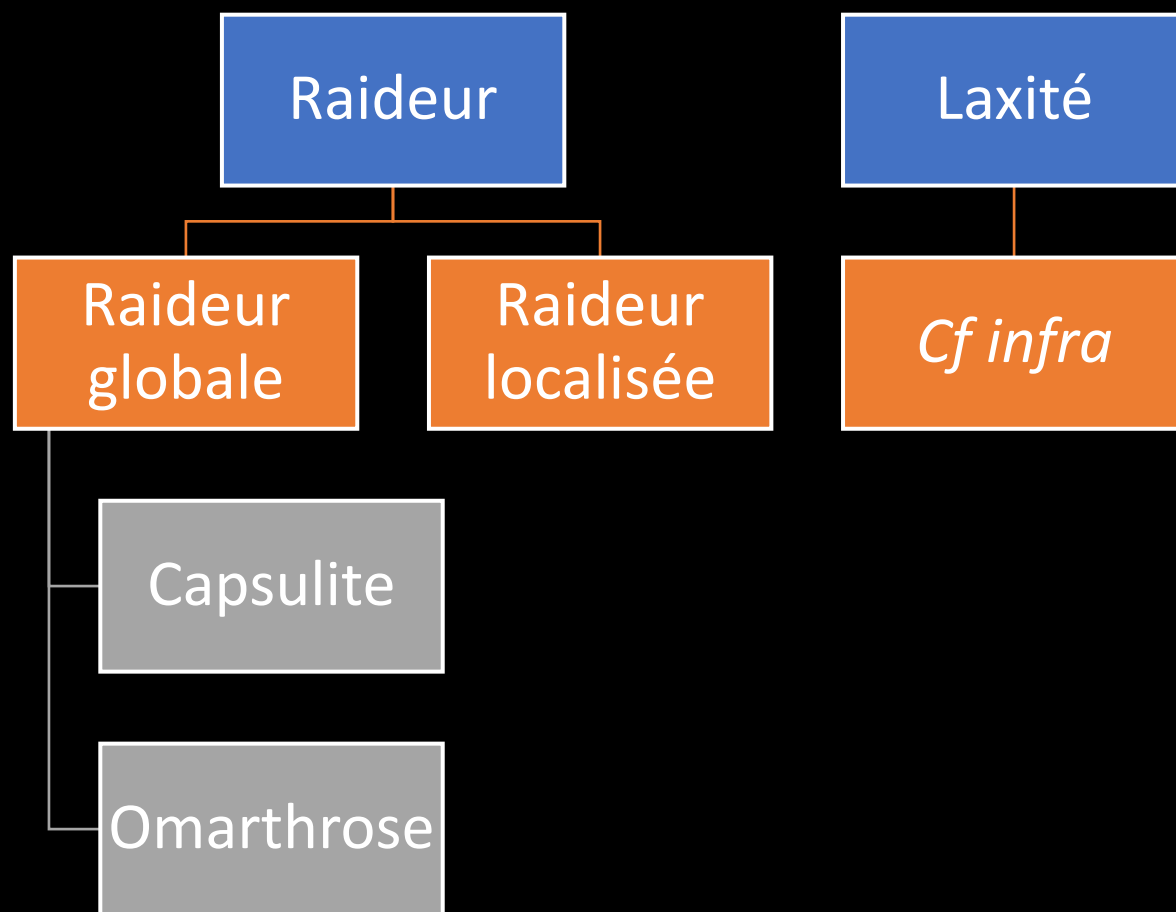 Raideur
Laxité
Raideur
globale
Raideur
localisée
Cf infra
Capsulite
Omarthrose